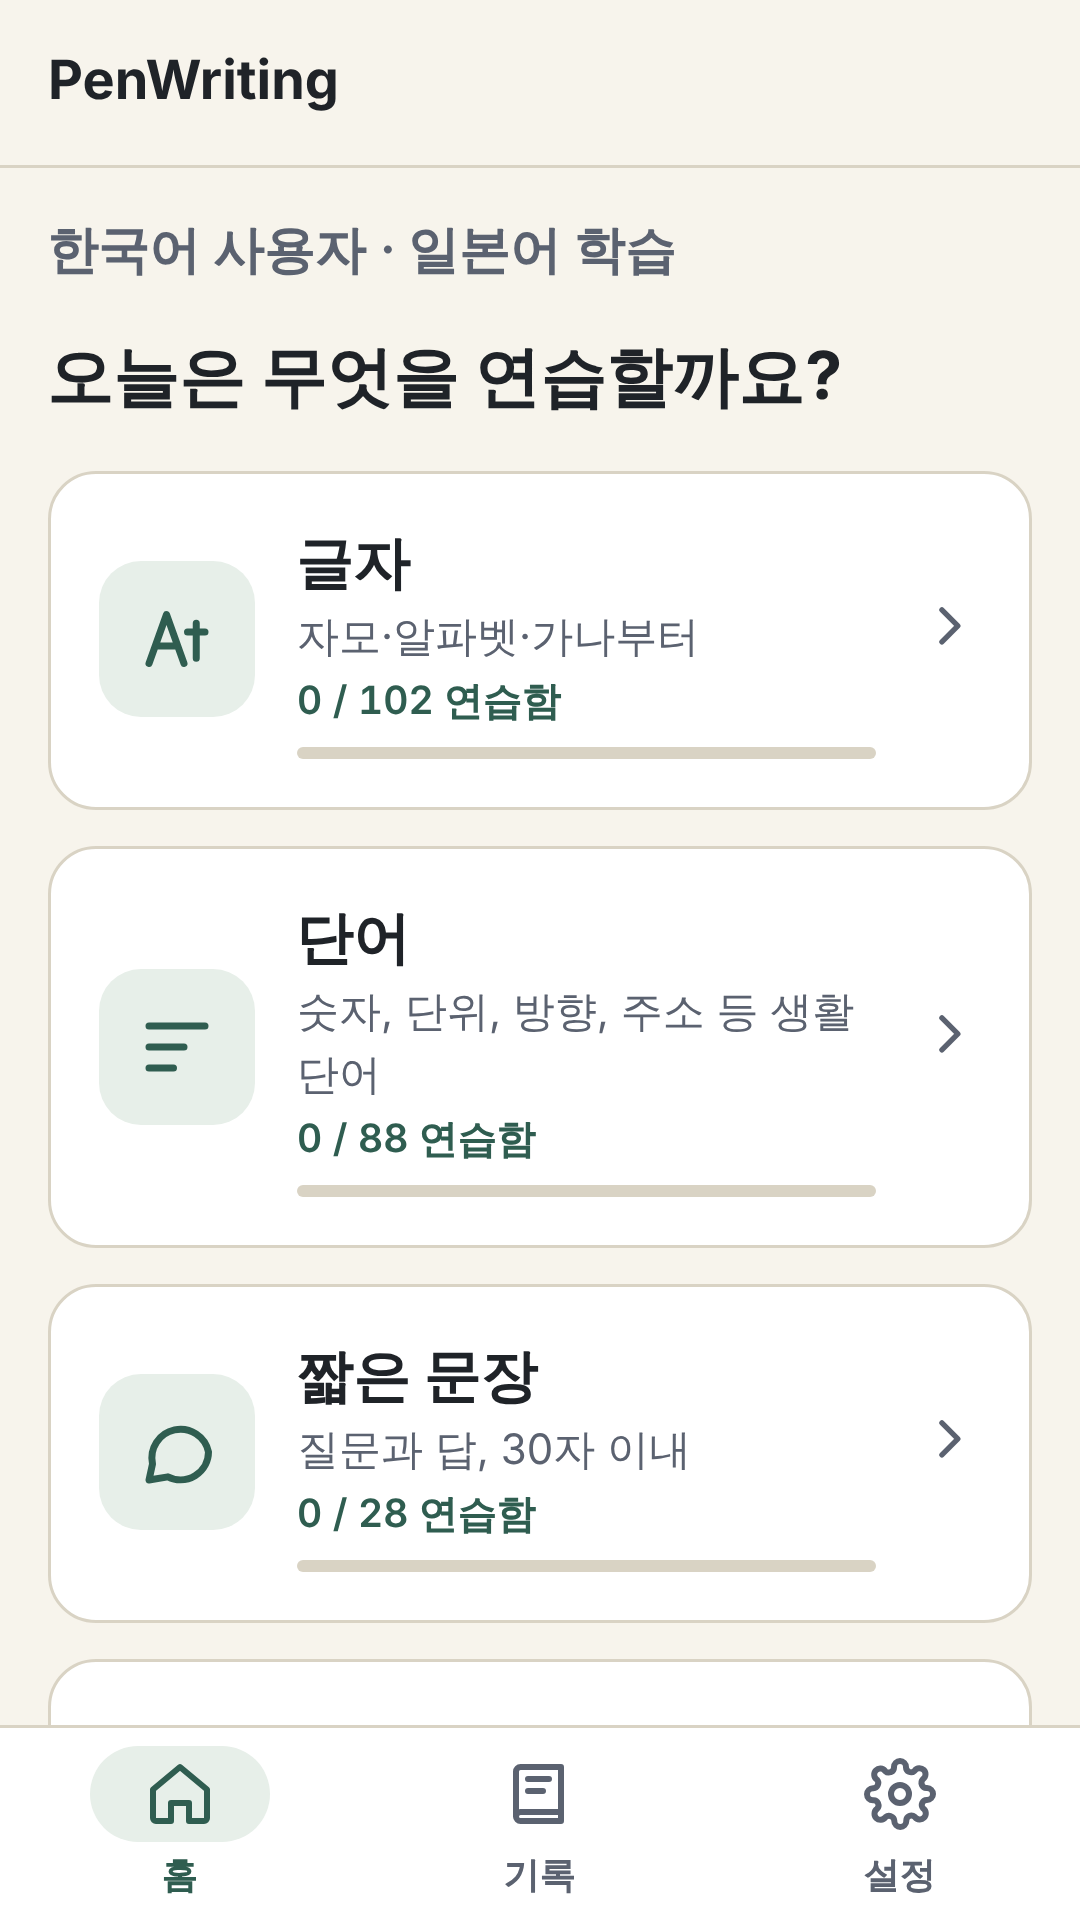 PenWriting
한국어 사용자 · 일본어 학습
오늘은 무엇을 연습할까요?
글자
자모·알파벳·가나부터
0 / 102 연습함
단어
숫자, 단위, 방향, 주소 등 생활
단어
0 / 88 연습함
짧은 문장
질문과 답, 30자 이내
0 / 28 연습함
홈
기록
설정